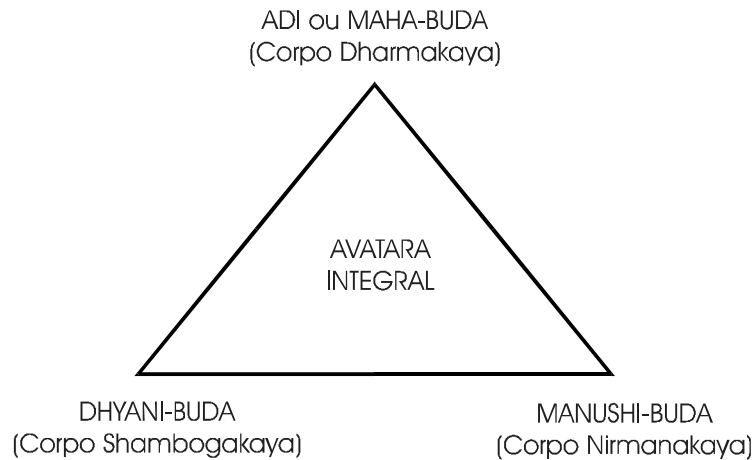 ADI ou MAHA-BUDA
(Corpo Dharmakaya)
AVATARA
INTEGRAL
DHYANI-BUDA
(Corpo Shambogakaya)
MANUSHI-BUDA
(Corpo Nirmanakaya)